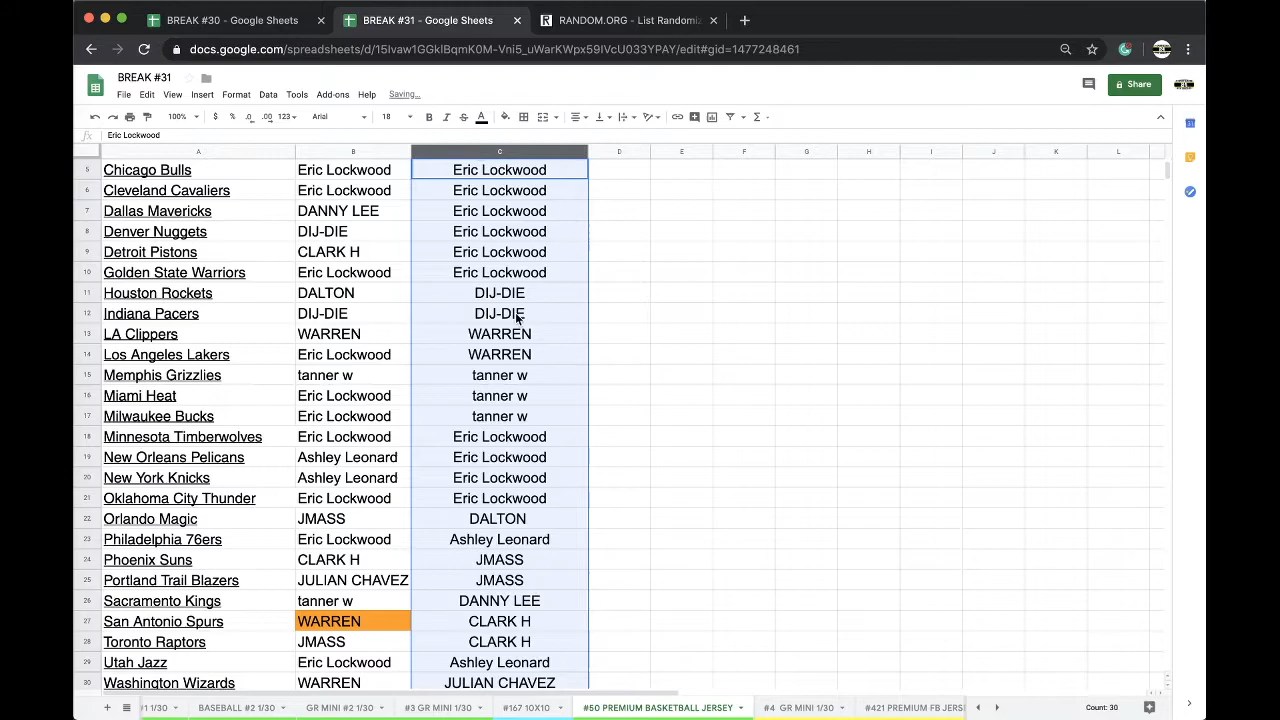 BREAK #30 - Google Sheets
BREAK #31 - Google Sheets
RANDOM.ORG - List Randomiz
BREAK #31
File Edit View Insert Format Data Tools Add-ons Help Saving...
Share
100% $ % .0 .00 123 Arial 18 B I S A
fx Eric Lockwood
A B C D E F G H I J K L
5 Chicago Bulls Eric Lockwood Eric Lockwood
6 Cleveland Cavaliers Eric Lockwood Eric Lockwood
7 Dallas Mavericks DANNY LEE Eric Lockwood
8 Denver Nuggets DIJ-DIE Eric Lockwood
9 Detroit Pistons CLARK H Eric Lockwood
10 Golden State Warriors Eric Lockwood Eric Lockwood
11 Houston Rockets DALTON DIJ-DIE
12 Indiana Pacers DIJ-DIE DIJ-DIE
13 LA Clippers WARREN WARREN
14 Los Angeles Lakers Eric Lockwood WARREN
15 Memphis Grizzlies tanner w tanner w
16 Miami Heat Eric Lockwood tanner w
17 Milwaukee Bucks Eric Lockwood tanner w
18 Minnesota Timberwolves Eric Lockwood Eric Lockwood
19 New Orleans Pelicans Ashley Leonard Eric Lockwood
20 New York Knicks Ashley Leonard Eric Lockwood
21 Oklahoma City Thunder Eric Lockwood Eric Lockwood
22 Orlando Magic JMASS DALTON
23 Philadelphia 76ers Eric Lockwood Ashley Leonard
24 Phoenix Suns CLARK H JMASS
25 Portland Trail Blazers JULIAN CHAVEZ JMASS
26 Sacramento Kings tanner w DANNY LEE
27 San Antonio Spurs WARREN CLARK H
28 Toronto Raptors JMASS CLARK H
29 Utah Jazz Eric Lockwood Ashley Leonard
30 Washington Wizards WARREN JULIAN CHAVEZ
#1 1/30 BASEBALL #2 1/30 GR MINI #2 1/30 #3 GR MINI 1/30 #167 10X10 #50 PREMIUM BASKETBALL JERSEY #4 GR MINI 1/30 #421 PREMIUM FB JERS Count: 30